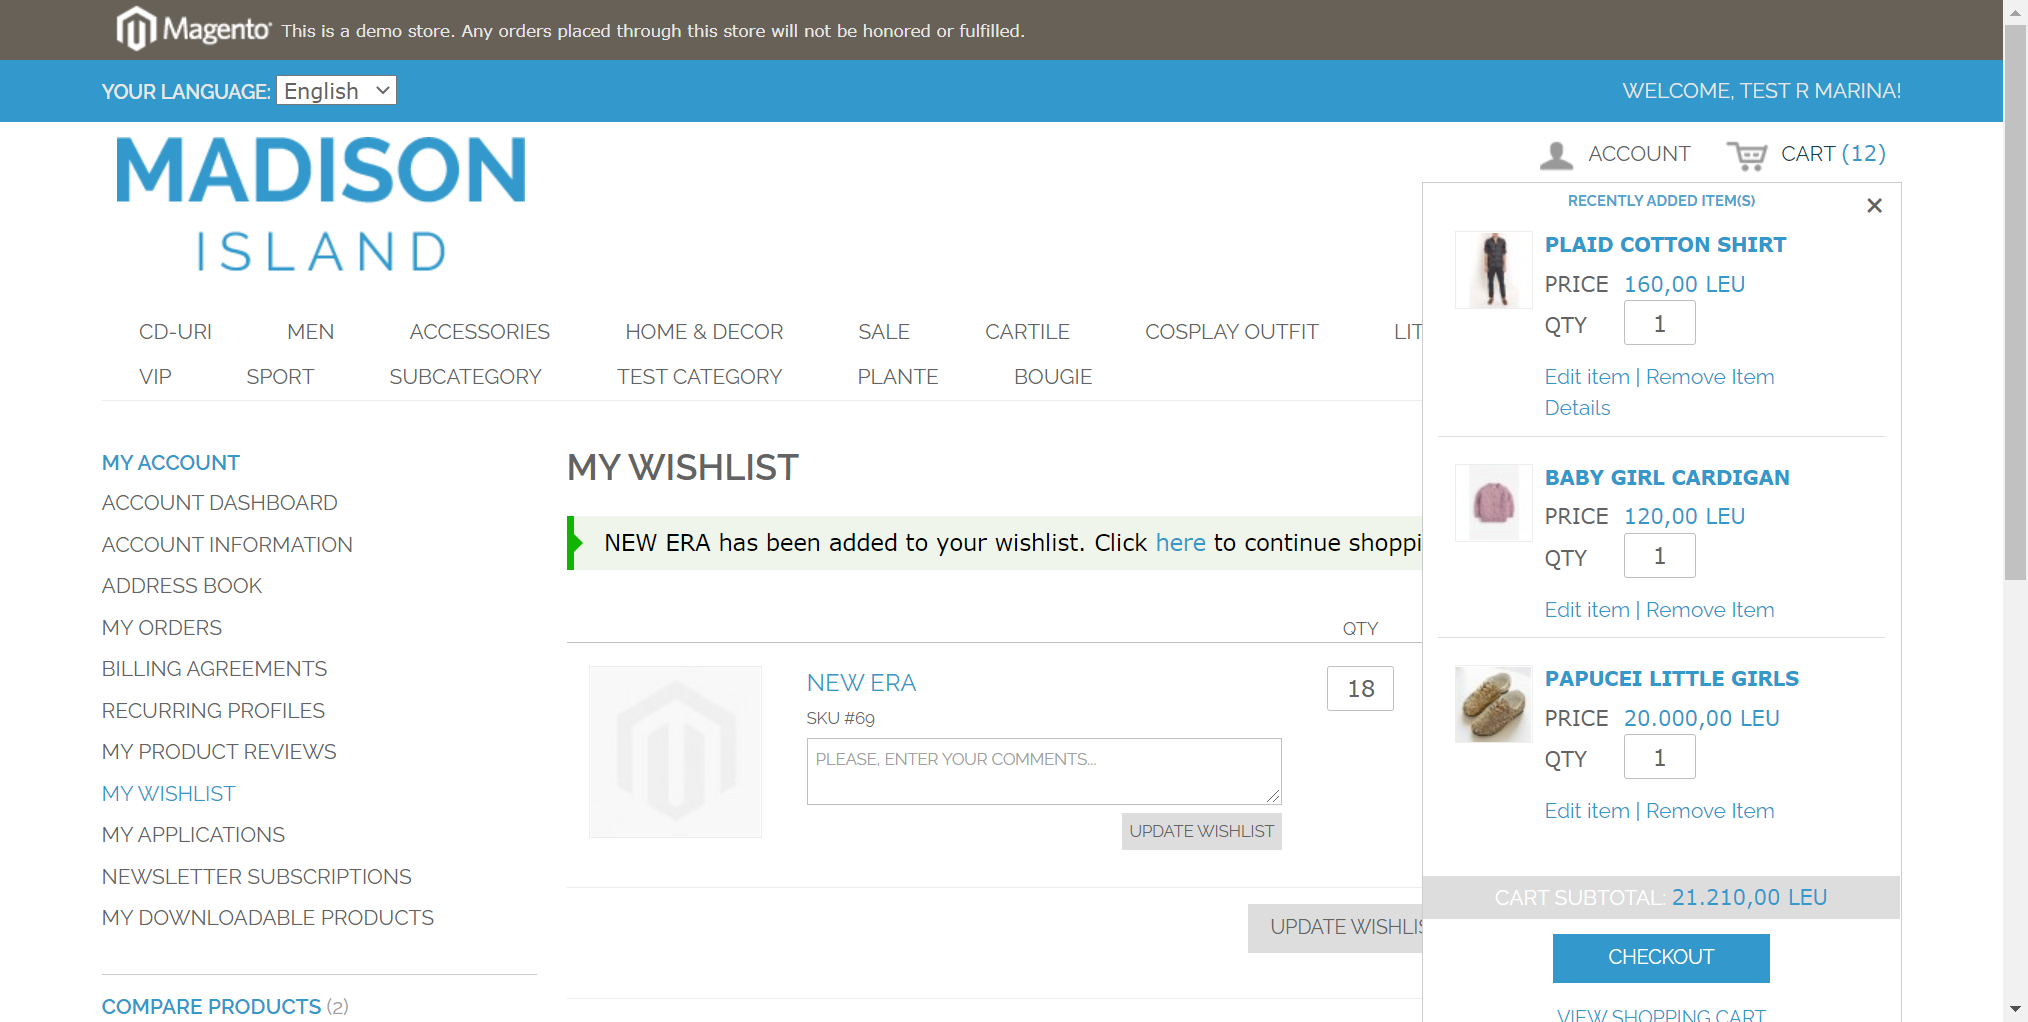 Magento This is a demo store. Any orders placed through this store will not be honored or fulfilled.
YOUR LANGUAGE: English
WELCOME, TEST R MARINA!
MADISON
ISLAND
ACCOUNT
CART (12)
CD-URI MEN ACCESSORIES HOME & DECOR SALE CARTILE COSPLAY OUTFIT LIT
VIP SPORT SUBCATEGORY TEST CATEGORY PLANTE BOUGIE
RECENTLY ADDED ITEM(S)
PLAID COTTON SHIRT
PRICE 160,00 LEU
QTY 1
Edit item | Remove Item
Details
BABY GIRL CARDIGAN
PRICE 120,00 LEU
QTY 1
Edit item | Remove Item
PAPUCEI LITTLE GIRLS
PRICE 20.000,00 LEU
QTY 1
Edit item | Remove Item
CART SUBTOTAL: 21.210,00 LEU
CHECKOUT
VIEW SHOPPING CART
MY ACCOUNT
ACCOUNT DASHBOARD
ACCOUNT INFORMATION
ADDRESS BOOK
MY ORDERS
BILLING AGREEMENTS
RECURRING PROFILES
MY PRODUCT REVIEWS
MY WISHLIST
MY APPLICATIONS
NEWSLETTER SUBSCRIPTIONS
MY DOWNLOADABLE PRODUCTS
COMPARE PRODUCTS (2)
MY WISHLIST
NEW ERA has been added to your wishlist. Click here to continue shoppi
QTY
NEW ERA
18
SKU #69
PLEASE, ENTER YOUR COMMENTS...
UPDATE WISHLIST
UPDATE WISHLIS